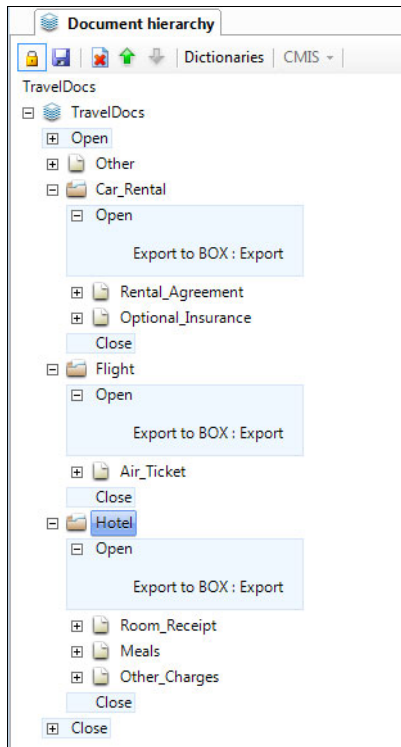 Document hierarchy
Dictionaries CMIS
TravelDocs
TravelDocs
Open
Other
Car_Rental
Open
Export to BOX : Export
Rental_Agreement
Optional_Insurance
Close
Flight
Open
Export to BOX : Export
Air_Ticket
Close
Hotel
Open
Export to BOX : Export
Room_Receipt
Meals
Other_Charges
Close
Close